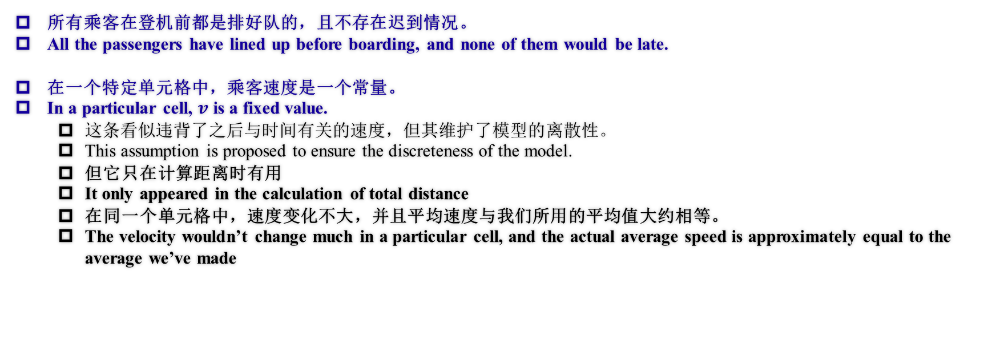 所有乘客在登机前都是排好队的，且不存在迟到情况。
All the passengers have lined up before boarding, and none of them would be late.
在一个特定单元格中，乘客速度是一个常量。
In a particular cell, v is a fixed value.
这条看似违背了之后与时间有关的速度，但其维护了模型的离散性。
This assumption is proposed to ensure the discreteness of the model.
但它只在计算距离时有用
It only appeared in the calculation of total distance
在同一个单元格中，速度变化不大，并且平均速度与我们所用的平均值大约相等。
The velocity wouldn’t change much in a particular cell, and the actual average speed is approximately equal to the
average we’ve made